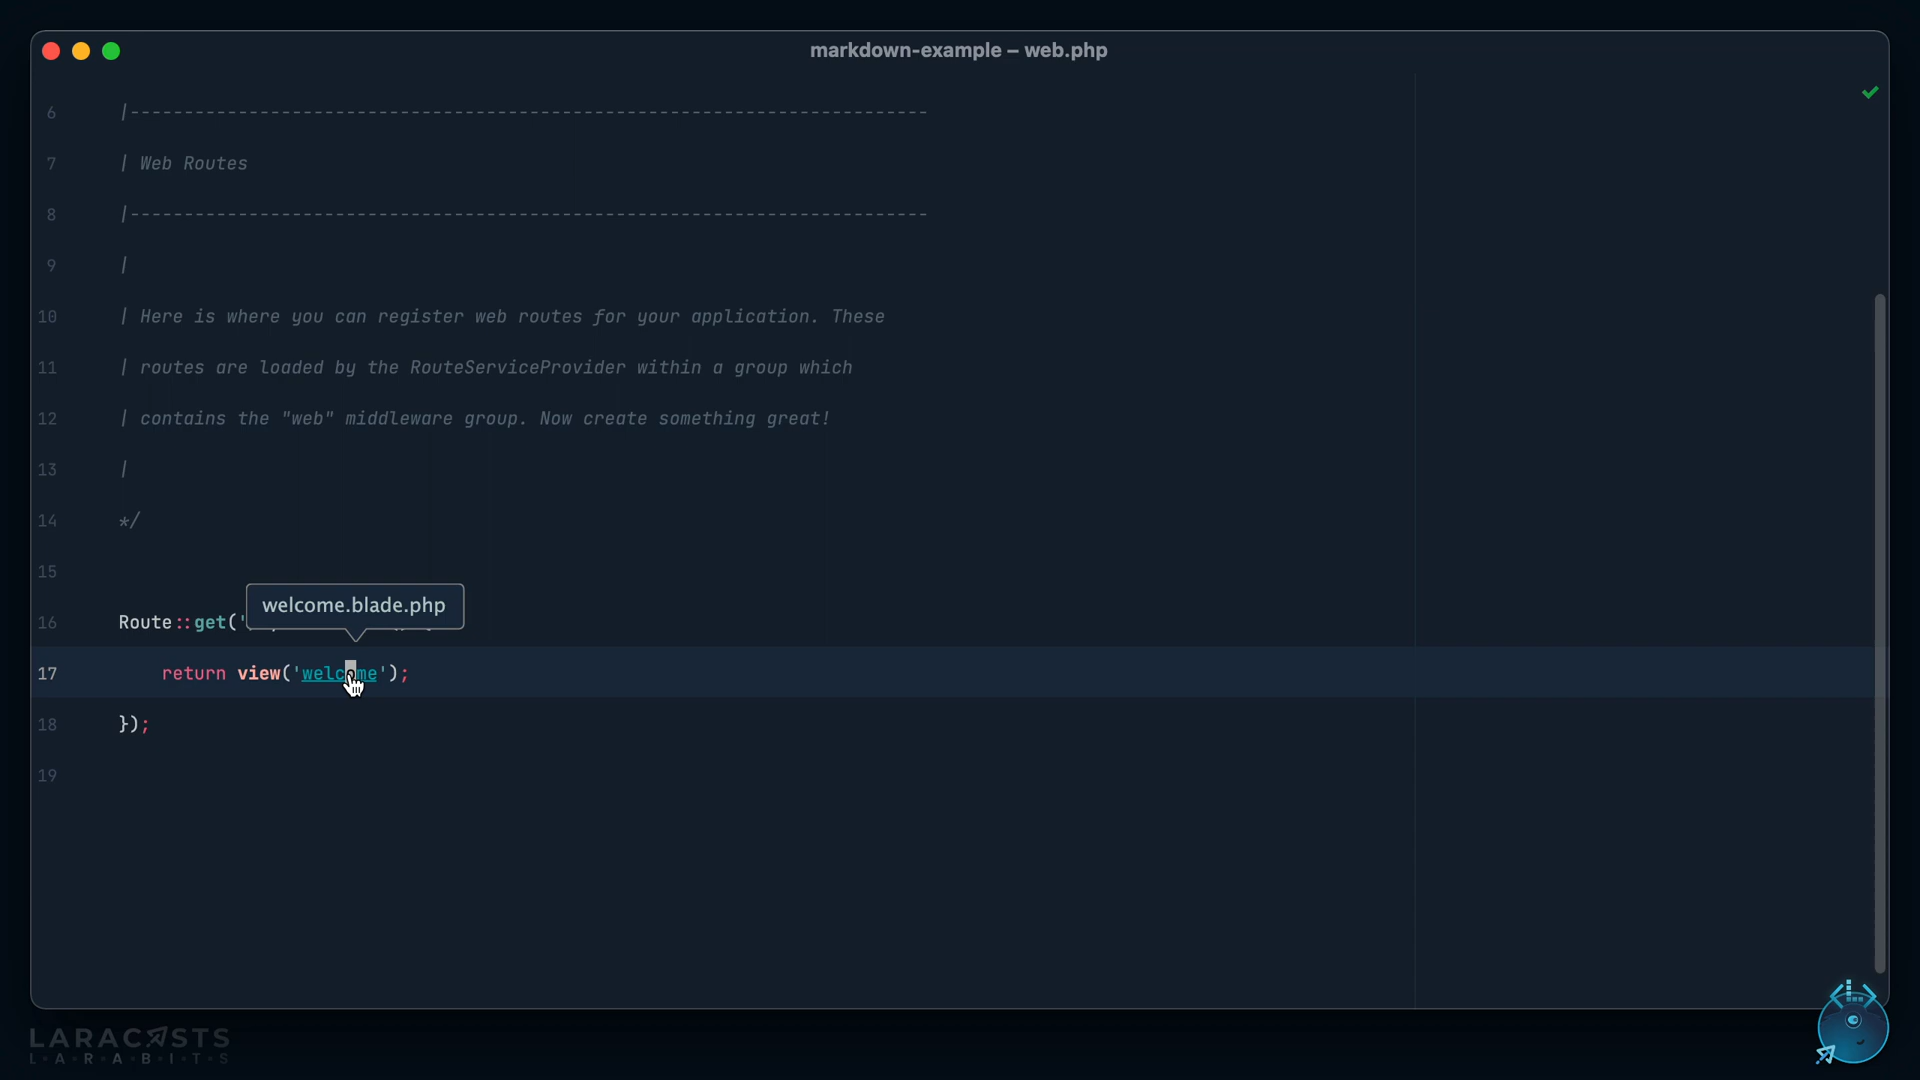 markdown-example – web.php
6 |--------------------------------------------------------------------------
7 | Web Routes
8 |--------------------------------------------------------------------------
9 |
10 | Here is where you can register web routes for your application. These
11 | routes are loaded by the RouteServiceProvider within a group which
12 | contains the "web" middleware group. Now create something great!
13 |
14 */
15
welcome.blade.php
16 Route::get('
17 return view('welcome');
18 });
19
LARACASTS
L·A·R·A·B·I·T·S